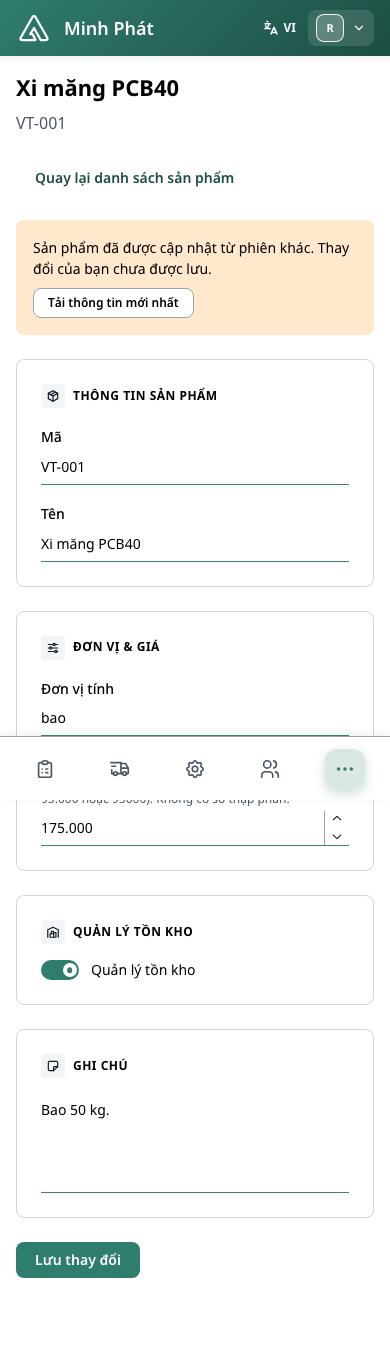 Minh Phát
VI
R
Xi măng PCB40
VT-001
Quay lại danh sách sản phẩm
Sản phẩm đã được cập nhật từ phiên khác. Thay
đổi của bạn chưa được lưu.
Tải thông tin mới nhất
THÔNG TIN SẢN PHẨM
Mã
VT-001
Tên
Xi măng PCB40
ĐƠN VỊ & GIÁ
Đơn vị tính
bao
175.000
QUẢN LÝ TỒN KHO
Quản lý tồn kho
GHI CHÚ
Bao 50 kg.
Lưu thay đổi